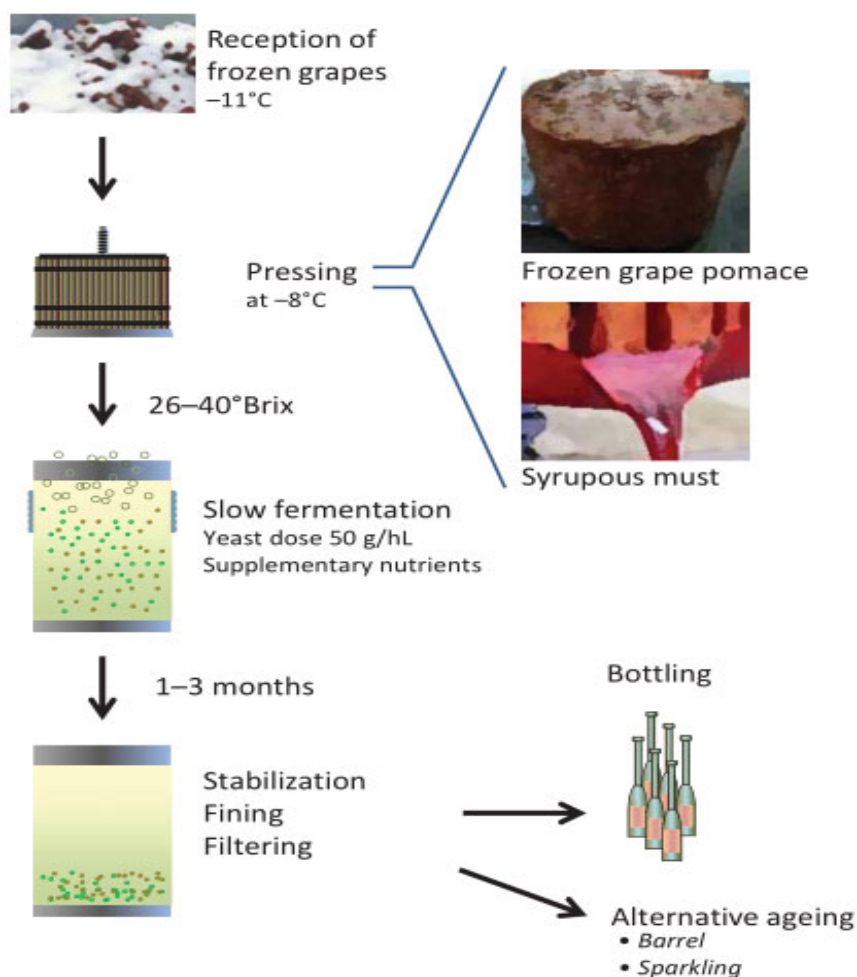 Reception of
frozen grapes
–11°C
Pressing
at –8°C
Frozen grape pomace
Syrupous must
26–40°Brix
Slow fermentation
Yeast dose 50 g/hL
Supplementary nutrients
1–3 months
Stabilization
Fining
Filtering
Bottling
Alternative ageing
• Barrel
• Sparkling